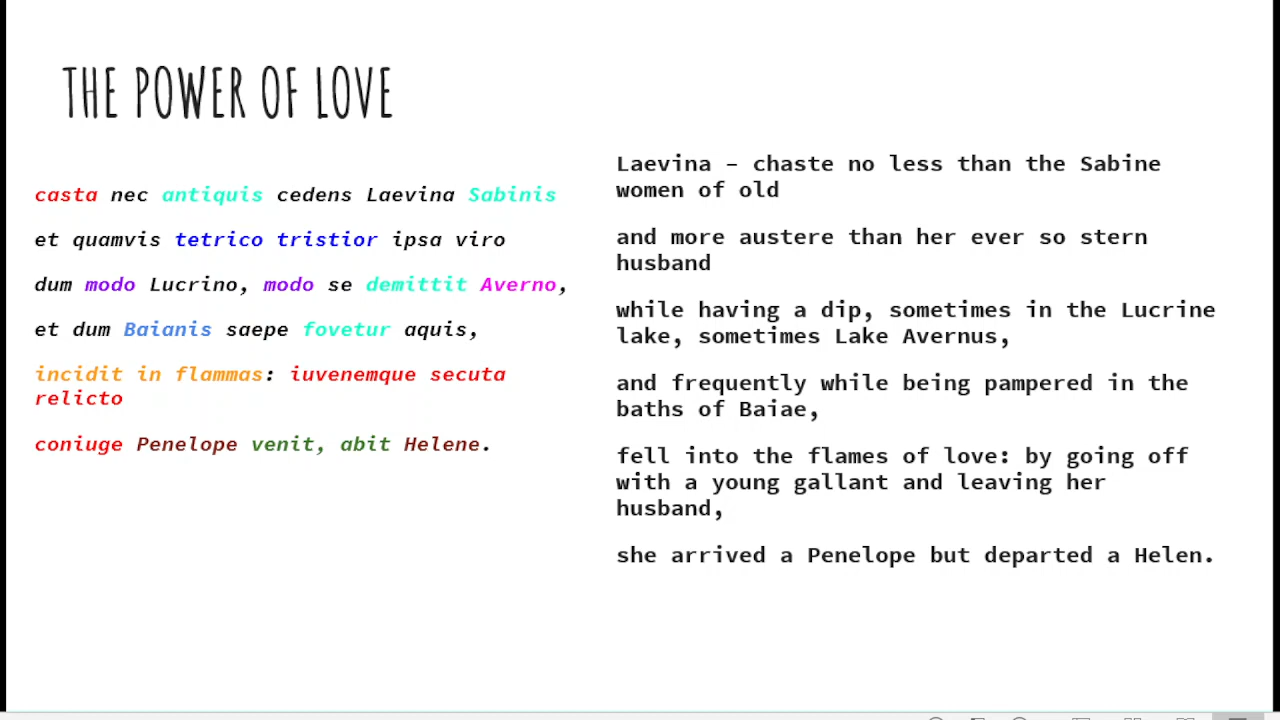 THE POWER OF LOVE
casta nec antiquis cedens Laevina Sabinis
et quamvis tetrico tristior ipsa viro
dum modo Lucrino, modo se demittit Averno,
et dum Baianis saepe fovetur aquis,
incidit in flammas: iuvenemque secuta
relicto
coniuge Penelope venit, abit Helene.
Laevina – chaste no less than the Sabine
women of old
and more austere than her ever so stern
husband
while having a dip, sometimes in the Lucrine
lake, sometimes Lake Avernus,
and frequently while being pampered in the
baths of Baiae,
fell into the flames of love: by going off
with a young gallant and leaving her
husband,
she arrived a Penelope but departed a Helen.